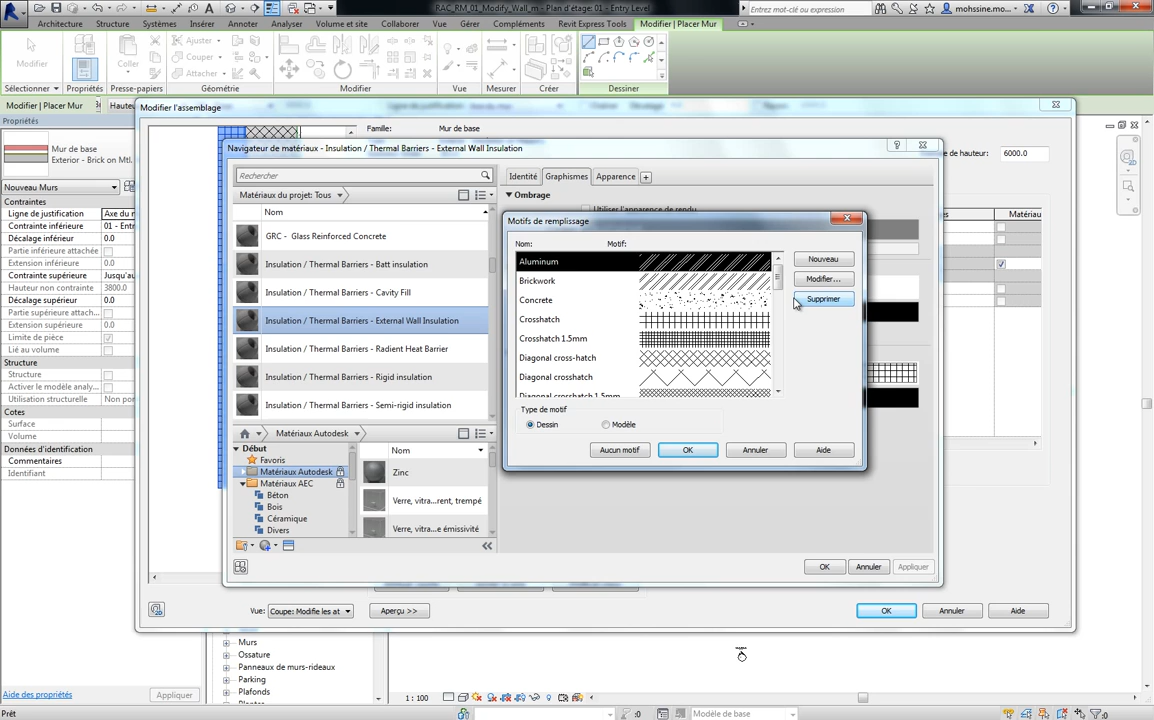 RAC_RM_01_Modify_Wall_m - Plan d'étage: 01 - Entry Level
Entrez mot-clé ou expression
mohssine.mo...
Architecture Structure Systèmes Insérer Annoter Analyser Volume et site Collaborer Vue Gérer Compléments Revit Express Tools Modifier | Placer Mur
Modifier
Coller
Ajuster
Couper
Attacher
Sélectionner
Propriétés
Presse-papiers
Géométrie
Modifier
Vue
Mesurer
Créer
Dessiner
Modifier | Placer Mur
Propriétés
Mur de base
Exterior - Brick on Mtl.
Nouveau Murs
Contraintes
Ligne de justification
Axe du m
Contrainte inférieure
01 - Entr
Décalage inférieur
0.0
Partie inférieure attachée
Contrainte supérieure
Jusqu'au
Hauteur non contrainte
3800.0
Décalage supérieur
0.0
Extension supérieure
0.0
Limite de pièce
Lié au volume
Structure
Structure
Activer le modèle analy...
Utilisation structurelle
Non por
Cotes
Surface
Volume
Données d'identification
Commentaires
Identifiant
Aide des propriétés
Appliquer
Prêt
Modifier l'assemblage
Famille:
Mur de base
e de hauteur:
6000.0
Matériau
Vue:
Coupe: Modifie les at
Aperçu >>
OK
Annuler
Aide
Navigateur de matériaux - Insulation / Thermal Barriers - External Wall Insulation
Rechercher
Matériaux du projet: Tous
Nom
GRC - Glass Reinforced Concrete
Insulation / Thermal Barriers - Batt insulation
Insulation / Thermal Barriers - Cavity Fill
Insulation / Thermal Barriers - External Wall Insulation
Insulation / Thermal Barriers - Radient Heat Barrier
Insulation / Thermal Barriers - Rigid insulation
Insulation / Thermal Barriers - Semi-rigid insulation
Matériaux Autodesk
Début
Favoris
Matériaux Autodesk
Matériaux AEC
Béton
Bois
Céramique
Divers
Nom
Zinc
Verre, vitra...rent, trempé
Verre, vitra...e émissivité
Identité
Graphismes
Apparence
Ombrage
Utiliser l'apparence de rendu
OK
Annuler
Appliquer
Motifs de remplissage
Nom:
Motif:
Aluminum
Brickwork
Concrete
Crosshatch
Crosshatch 1.5mm
Diagonal cross-hatch
Diagonal crosshatch
Diagonal crosshatch 1.5mm
Nouveau
Modifier...
Supprimer
Type de motif
Dessin
Modèle
Aucun motif
OK
Annuler
Aide
Murs
Ossature
Panneaux de murs-rideaux
Parking
Plafonds
1 : 100
:0
Modèle de base
:0